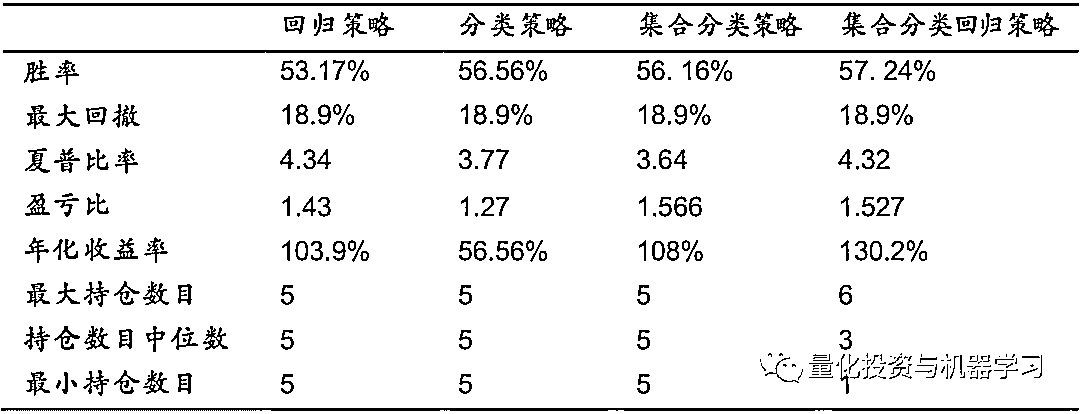 回归策略 分类策略 集合分类策略 集合分类回归策略
胜率 53.17% 56.56% 56. 16% 57. 24%
最大回撤 18.9% 18.9% 18.9% 18.9%
夏普比率 4.34 3.77 3.64 4.32
盈亏比 1.43 1.27 1.566 1.527
年化收益率 103.9% 56.56% 108% 130.2%
最大持仓数目 5 5 5 6
持仓数目中位数 5 5 5 3
最小持仓数目 5 5 5 1
量化投资与机器学习